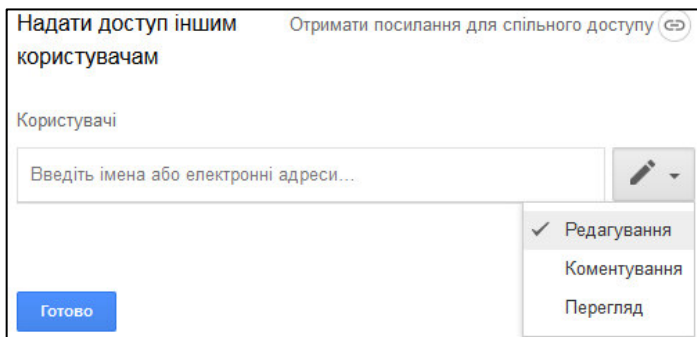 Надати доступ іншим
користувачам
Отримати посилання для спільного доступу
Користувачі
Введіть імена або електронні адреси...
Редагування
Коментування
Перегляд
Готово